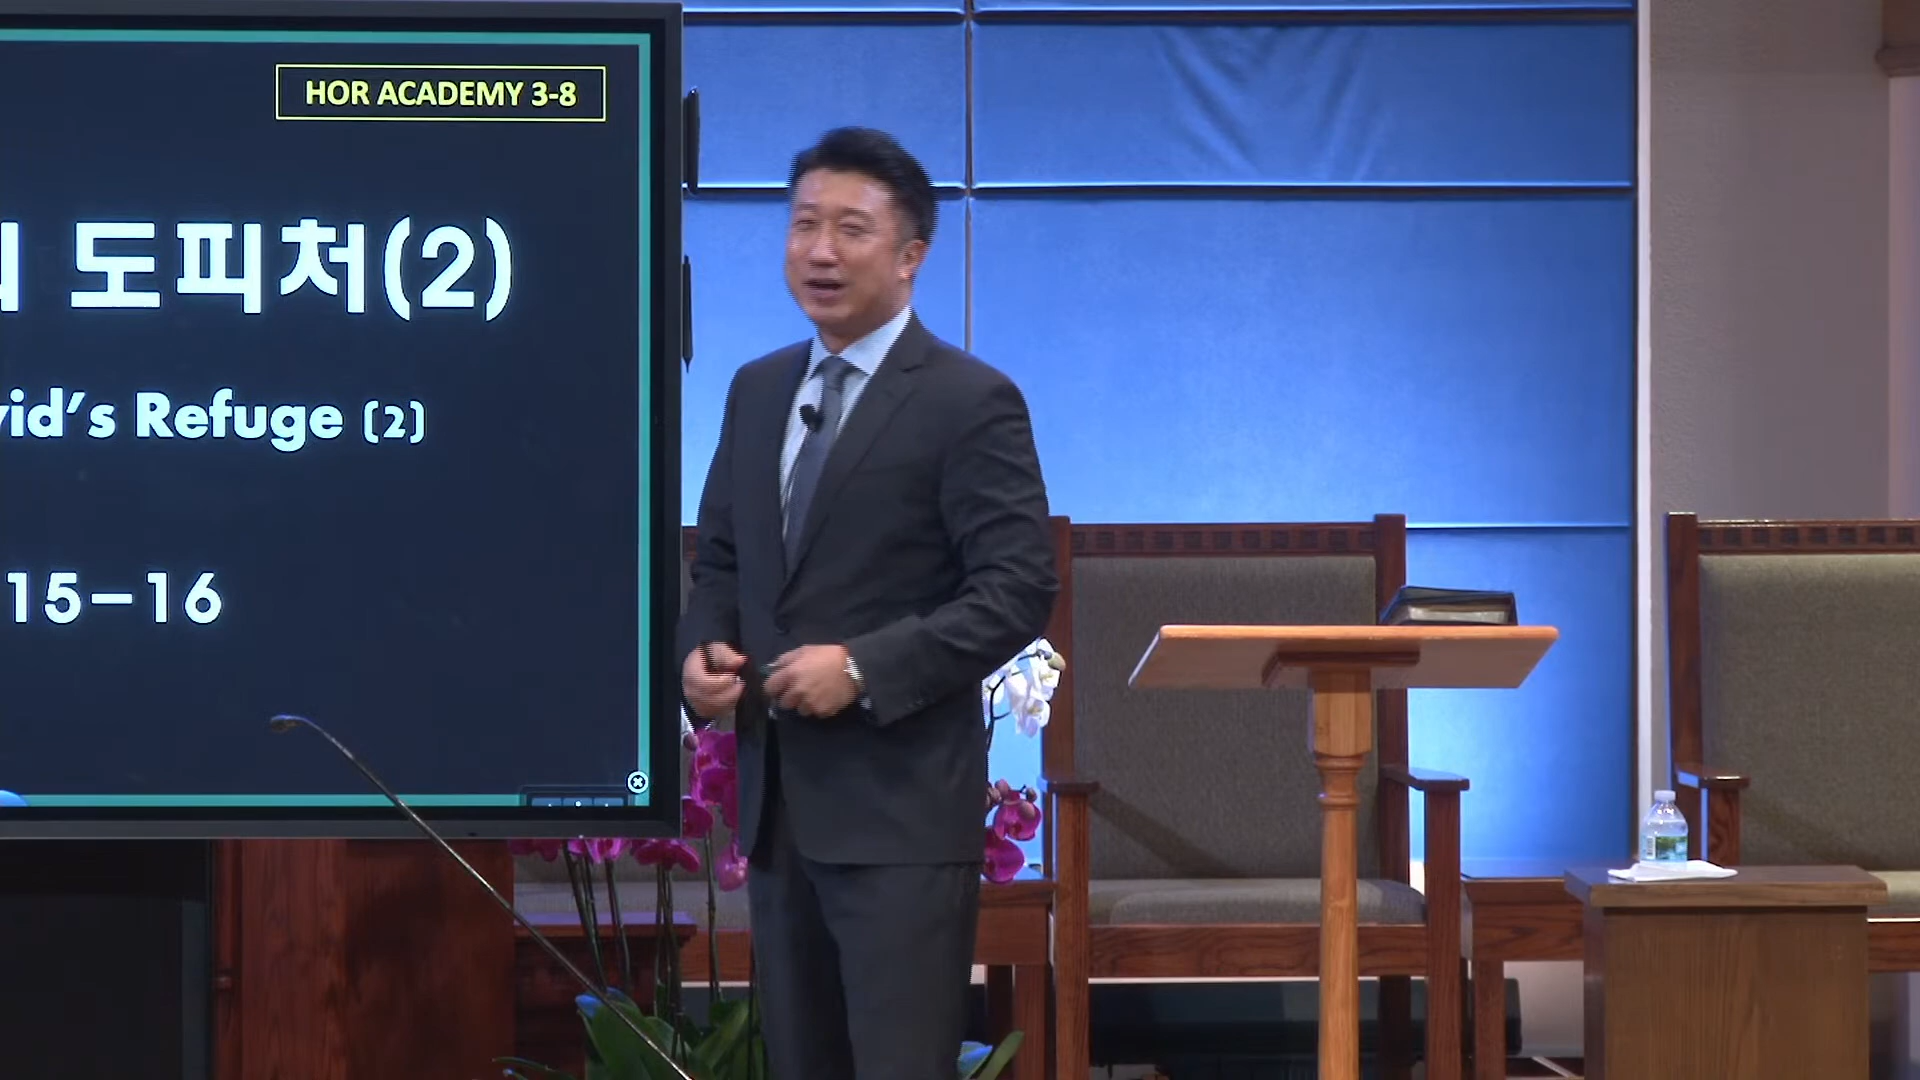 HOR ACADEMY 3-8
도피처(2)
vid's Refuge (2)
15-16